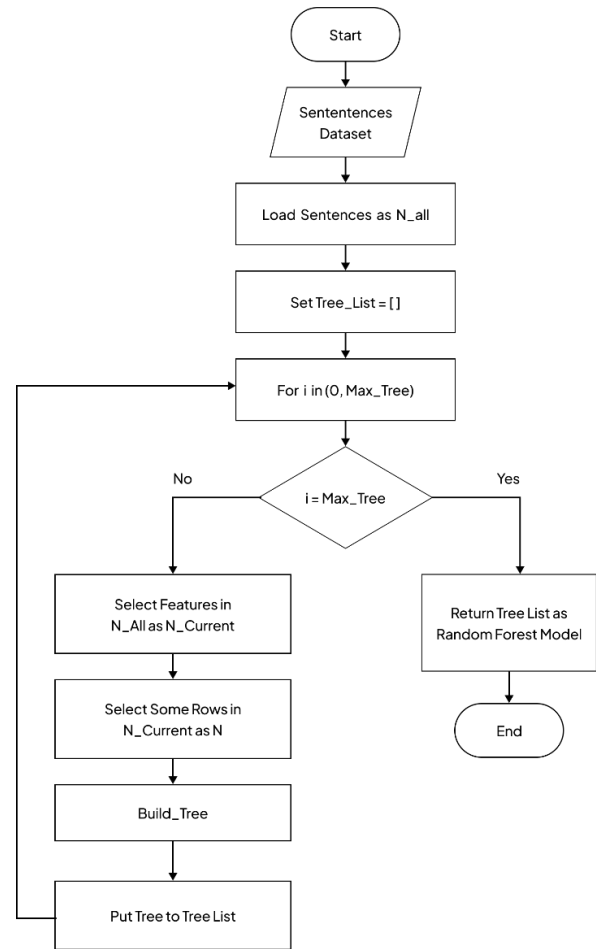 Start
Sententences
Dataset
Load Sentences as N_all
Set Tree_List = [ ]
For i in (0, Max_Tree)
No
i = Max_Tree
Yes
Select Features in
N_All as N_Current
Return Tree List as
Random Forest Model
Select Some Rows in
N_Current as N
End
Build_Tree
Put Tree to Tree List